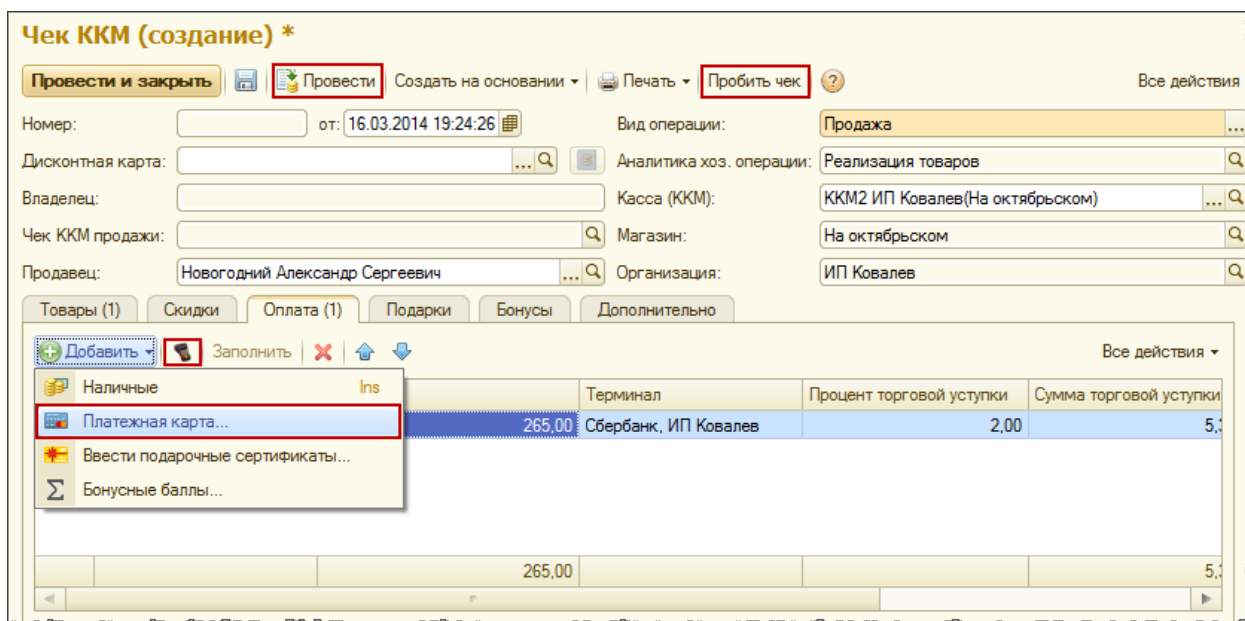 Чек ККМ (создание) *
Провести и закрыть Провести Создать на основании Печать Пробить чек ? Все действия
Номер: от: 16.03.2014 19:24:26 Вид операции: Продажа ...
Дисконтная карта: ... Аналитика хоз. операции: Реализация товаров
Владелец: Касса (ККМ): ККМ2 ИП Ковалев(На октябрьском) ...
Чек ККМ продажи: Магазин: На октябрьском
Продавец: Новогодний Александр Сергеевич ... Организация: ИП Ковалев
Товары (1) Скидки Оплата (1) Подарки Бонусы Дополнительно
Добавить Заполнить Все действия
Наличные Ins Терминал Процент торговой уступки Сумма торговой уступки
Платежная карта... 265,00 Сбербанк, ИП Ковалев 2,00 5,3
Ввести подарочные сертификаты...
Σ Бонусные баллы...
265,00 5,3